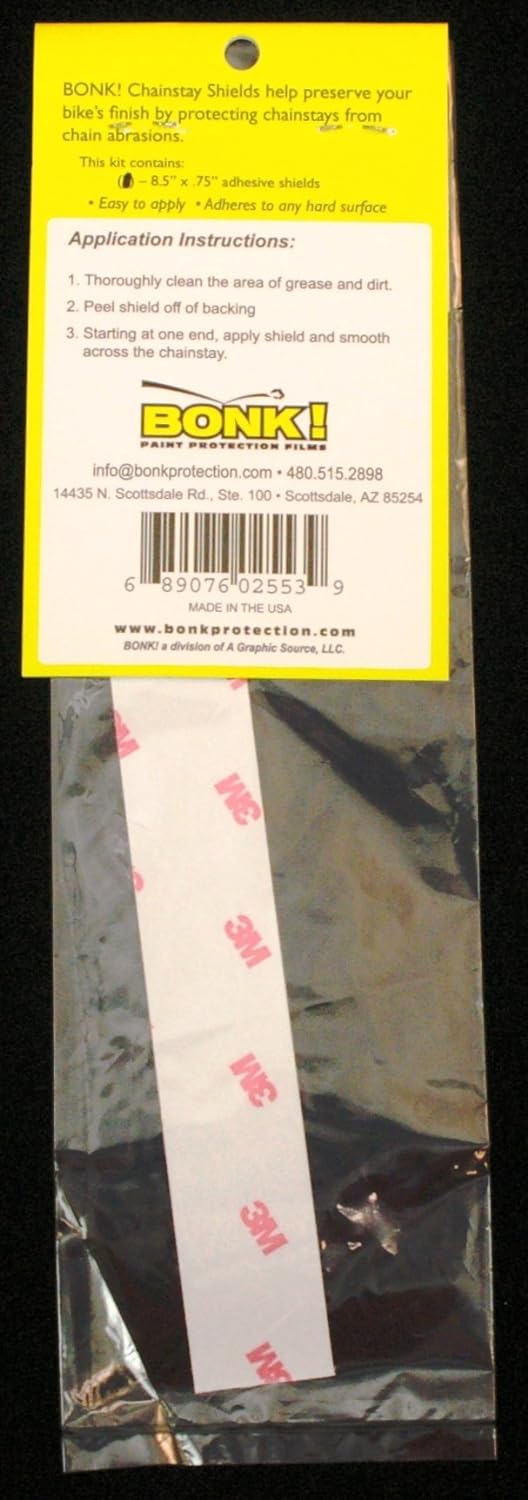 BONK! Chainstay Shields help preserve your
bike's finish by protecting chainstays from
chain abrasions.
This kit contains:
( ) – 8.5" x .75" adhesive shields
• Easy to apply • Adheres to any hard surface
Application Instructions:
1. Thoroughly clean the area of grease and dirt.
2. Peel shield off of backing
3. Starting at one end, apply shield and smooth
across the chainstay.
BONK!
PAINT PROTECTION FILMS
info@bonkprotection.com • 480.515.2898
14435 N. Scottsdale Rd., Ste. 100 • Scottsdale, AZ 85254
6 89076 02553 9
MADE IN THE USA
www.bonkprotection.com
BONK! a division of A Graphic Source, LLC.
3M
3M
3M
3M
3M
3M